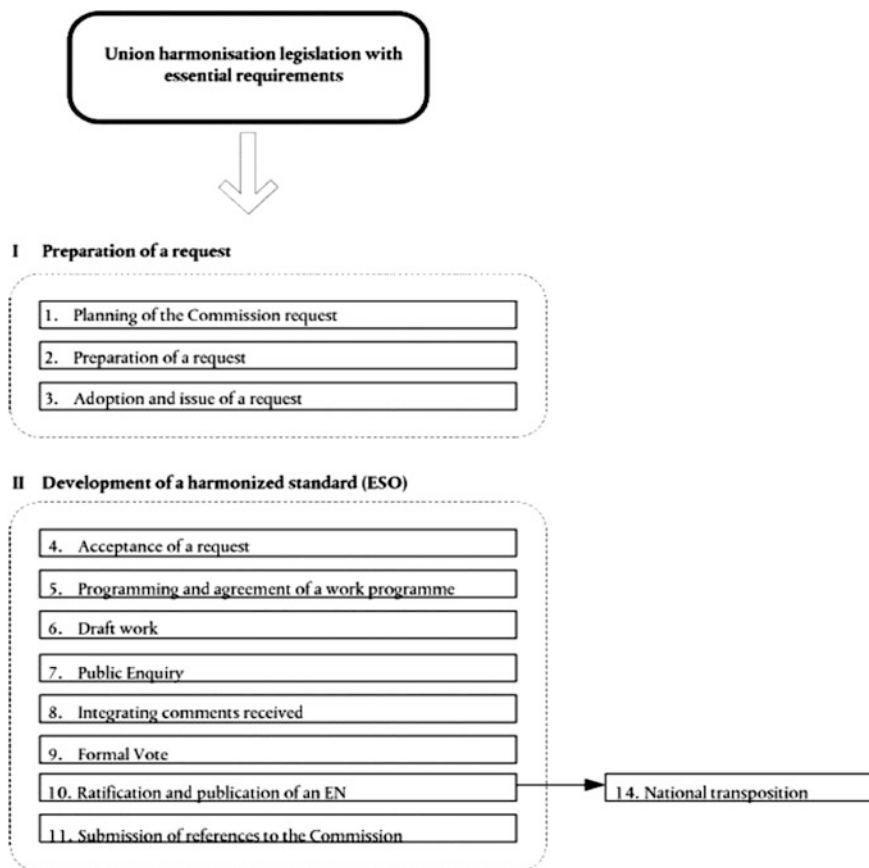 Union harmonisation legislation with
essential requirements
I Preparation of a request
1. Planning of the Commission request
2. Preparation of a request
3. Adoption and issue of a request
II Development of a harmonized standard (ESO)
4. Acceptance of a request
5. Programming and agreement of a work programme
6. Draft work
7. Public Enquiry
8. Integrating comments received
9. Formal Vote
10. Ratification and publication of an EN
14. National transposition
11. Submission of references to the Commission